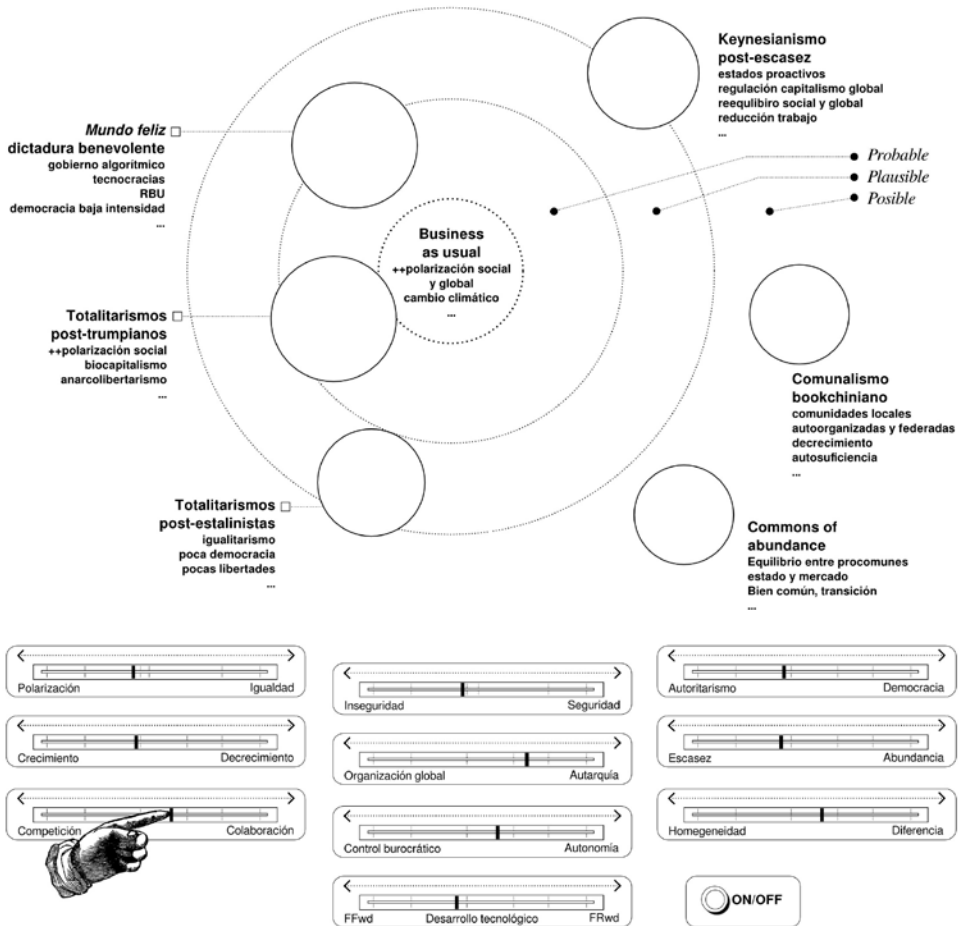 Keynesianismo
post-escasez
estados proactivos
regulación capitalismo global
reequlibiro social y global
reducción trabajo
...
Mundo feliz
dictadura benevolente
gobierno algorítmico
tecnocracias
RBU
democracia baja intensidad
...
Probable
Plausible
Posible
Business
as usual
++polarización social
y global
cambio climático
...
Totalitarismos
post-trumpianos
++polarización social
biocapitalismo
anarcolibertarismo
...
Comunalismo
bookchiniano
comunidades locales
autoorganizadas y federadas
decrecimiento
autosuficiencia
...
Totalitarismos
post-estalinistas
igualitarismo
poca democracia
pocas libertades
...
Commons of
abundance
Equilibrio entre procomunes
estado y mercado
Bien común, transición
...
Polarización Igualdad
Crecimiento Decrecimiento
Competición Colaboración
Inseguridad Seguridad
Organización global Autarquía
Control burocrático Autonomía
FFwd Desarrollo tecnológico FRwd
Autoritarismo Democracia
Escasez Abundancia
Homegeneidad Diferencia
ON/OFF